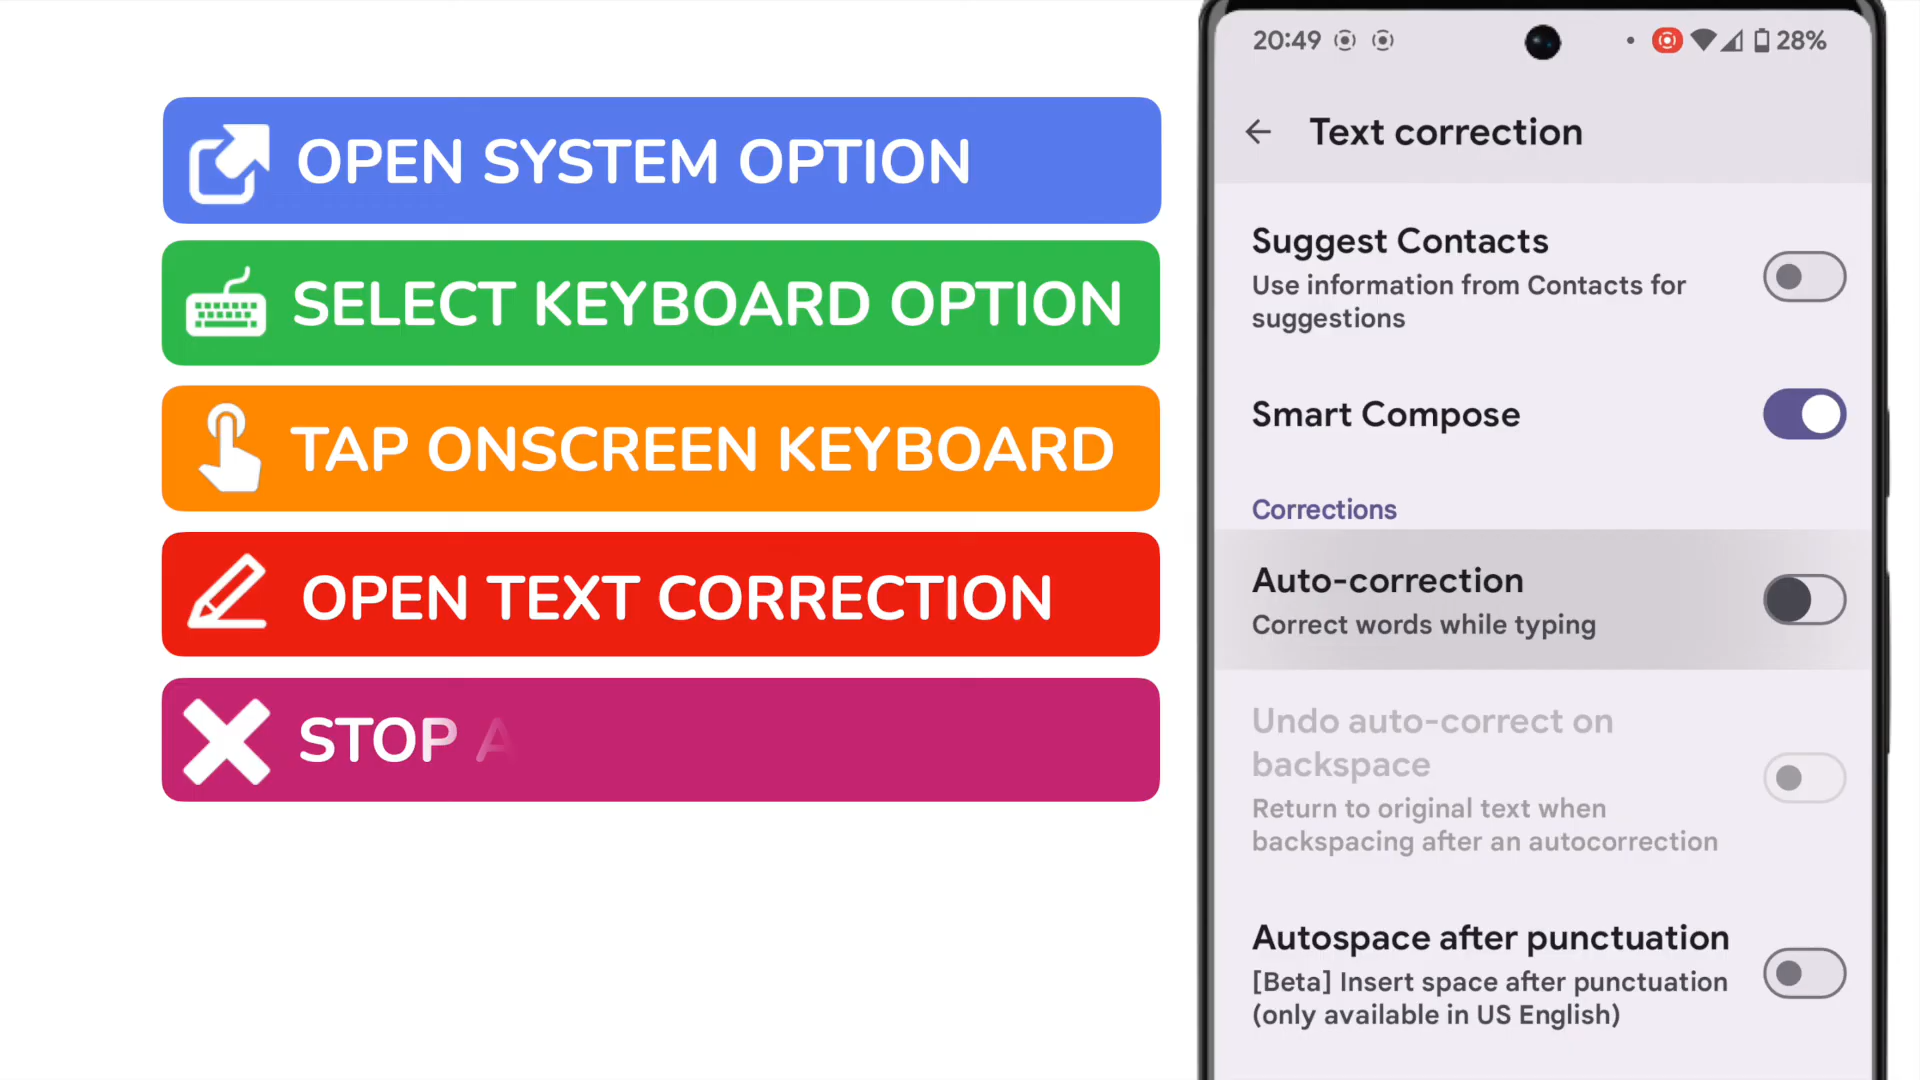 OPEN SYSTEM OPTION
SELECT KEYBOARD OPTION
TAP ONSCREEN KEYBOARD
OPEN TEXT CORRECTION
STOP A
20:49
28%
Text correction
Suggest Contacts
Use information from Contacts for
suggestions
Smart Compose
Corrections
Auto-correction
Correct words while typing
Undo auto-correct on
backspace
Return to original text when
backspacing after an autocorrection
Autospace after punctuation
[Beta] Insert space after punctuation
(only available in US English)